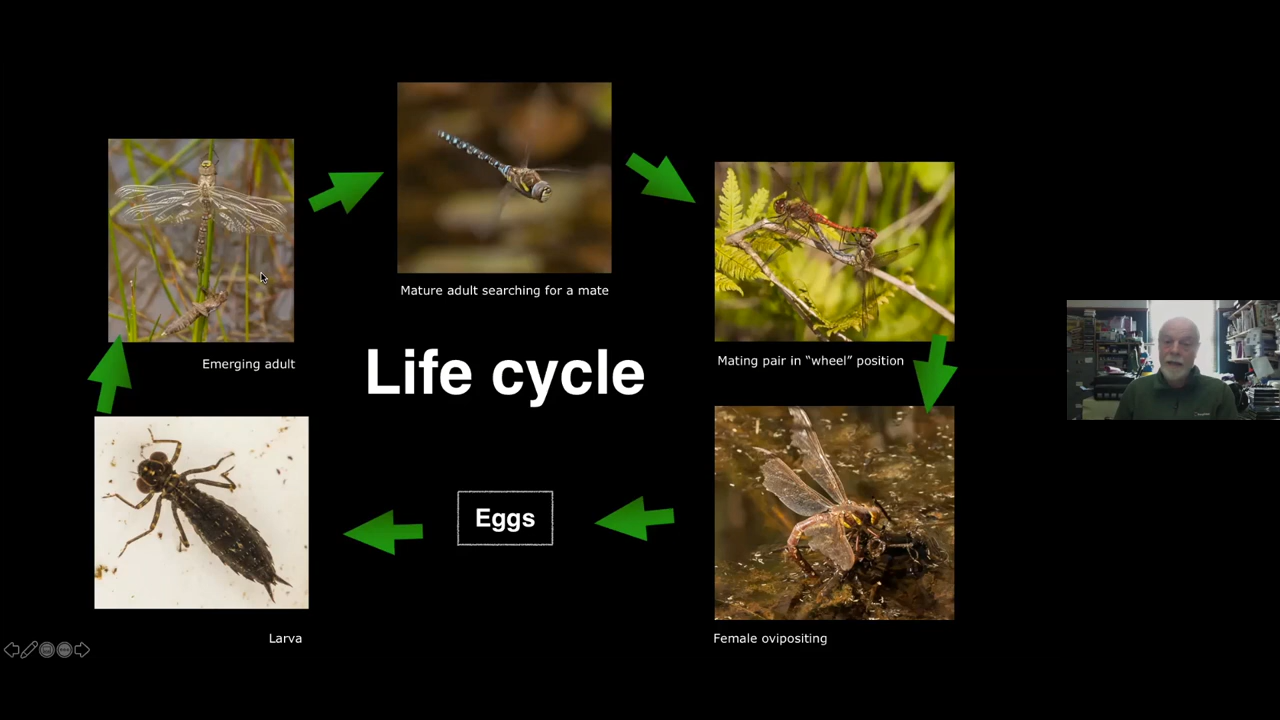 Mature adult searching for a mate
Emerging adult
Life cycle
Mating pair in “wheel” position
Eggs
Larva
Female ovipositing